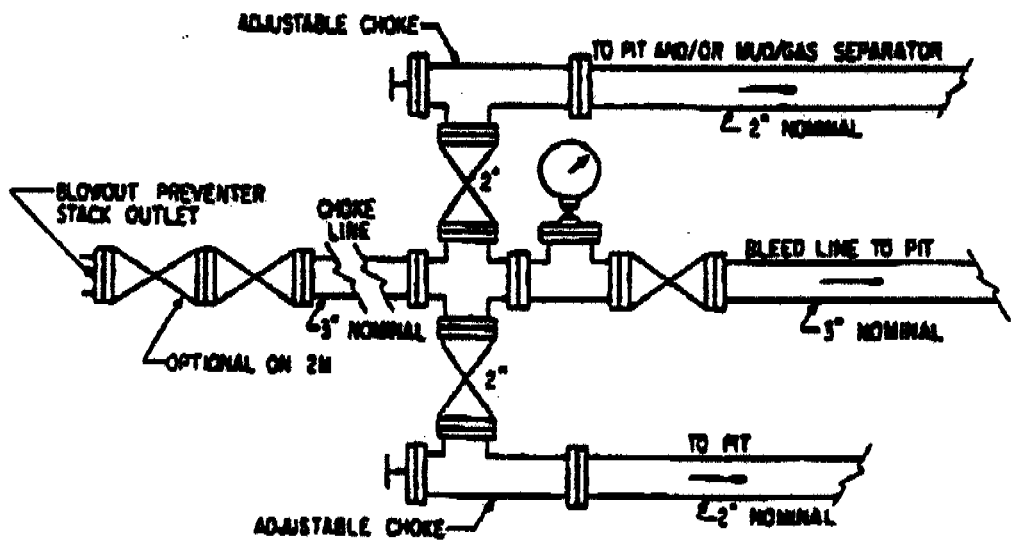 ADJUSTABLE CHOKE
TO PIT AND/OR MUD/GAS SEPARATOR
2" NOMINAL
2"
BLOWOUT PREVENTER
STACK OUTLET
CHOKE
LINE
BLEED LINE TO PIT
3" NOMINAL
3" NOMINAL
OPTIONAL ON 2M
2"
TO PIT
2" NOMINAL
ADJUSTABLE CHOKE